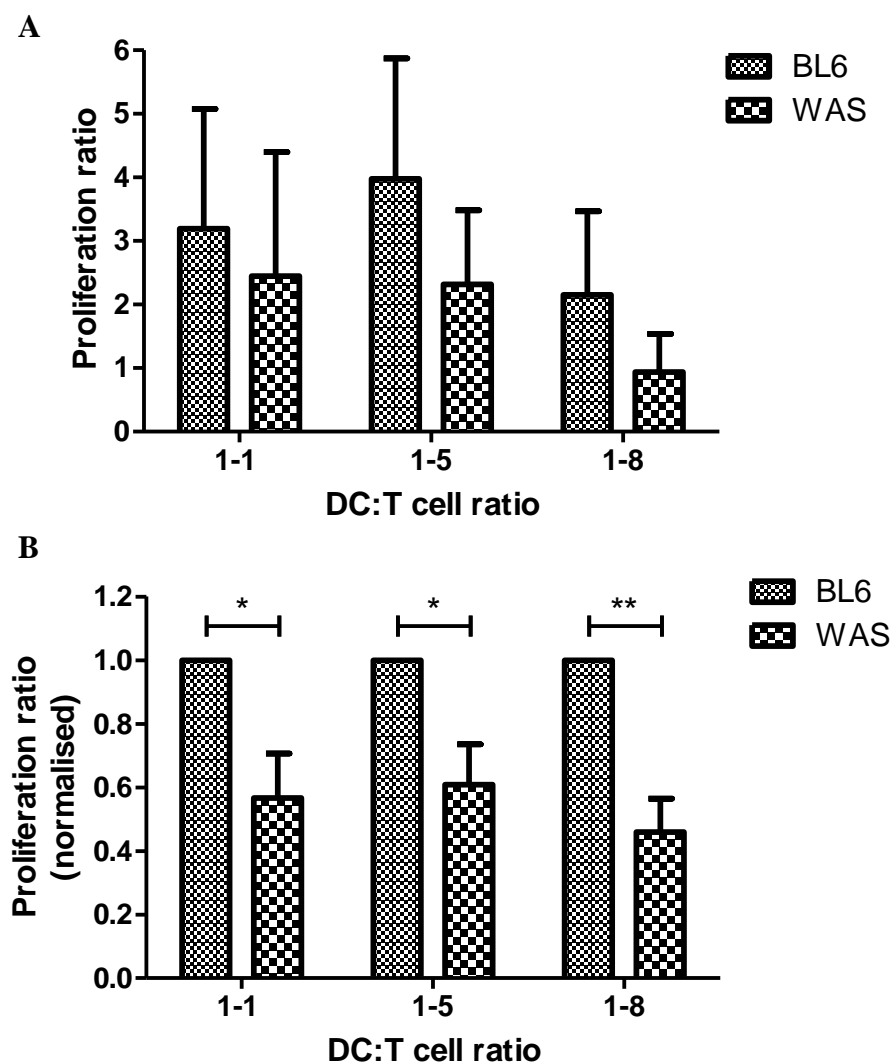 A
Proliferation ratio
6
5
4
3
2
1
0
1-1 1-5 1-8
DC:T cell ratio
BL6
WAS
B
Proliferation ratio
(normalised)
1.2
1.0
0.8
0.6
0.4
0.2
0.0
* * **
1-1 1-5 1-8
DC:T cell ratio
BL6
WAS